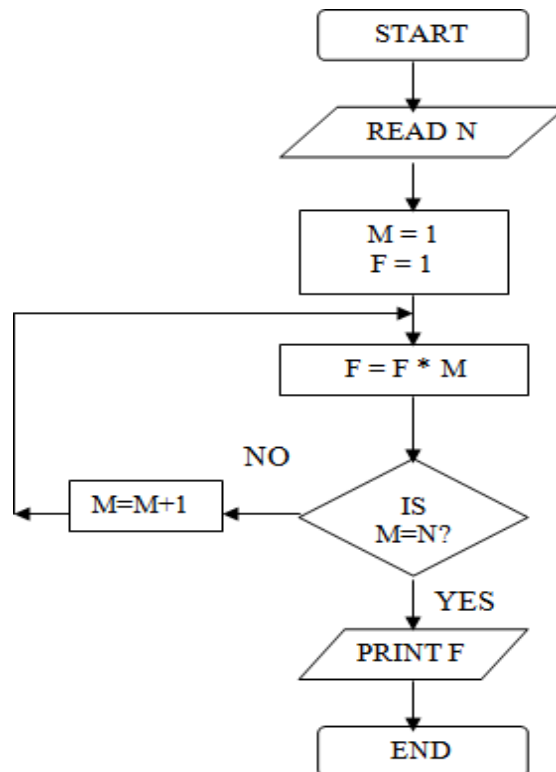 START
READ N
M = 1
F = 1
F = F * M
NO
M=M+1
IS
M=N?
YES
PRINT F
END